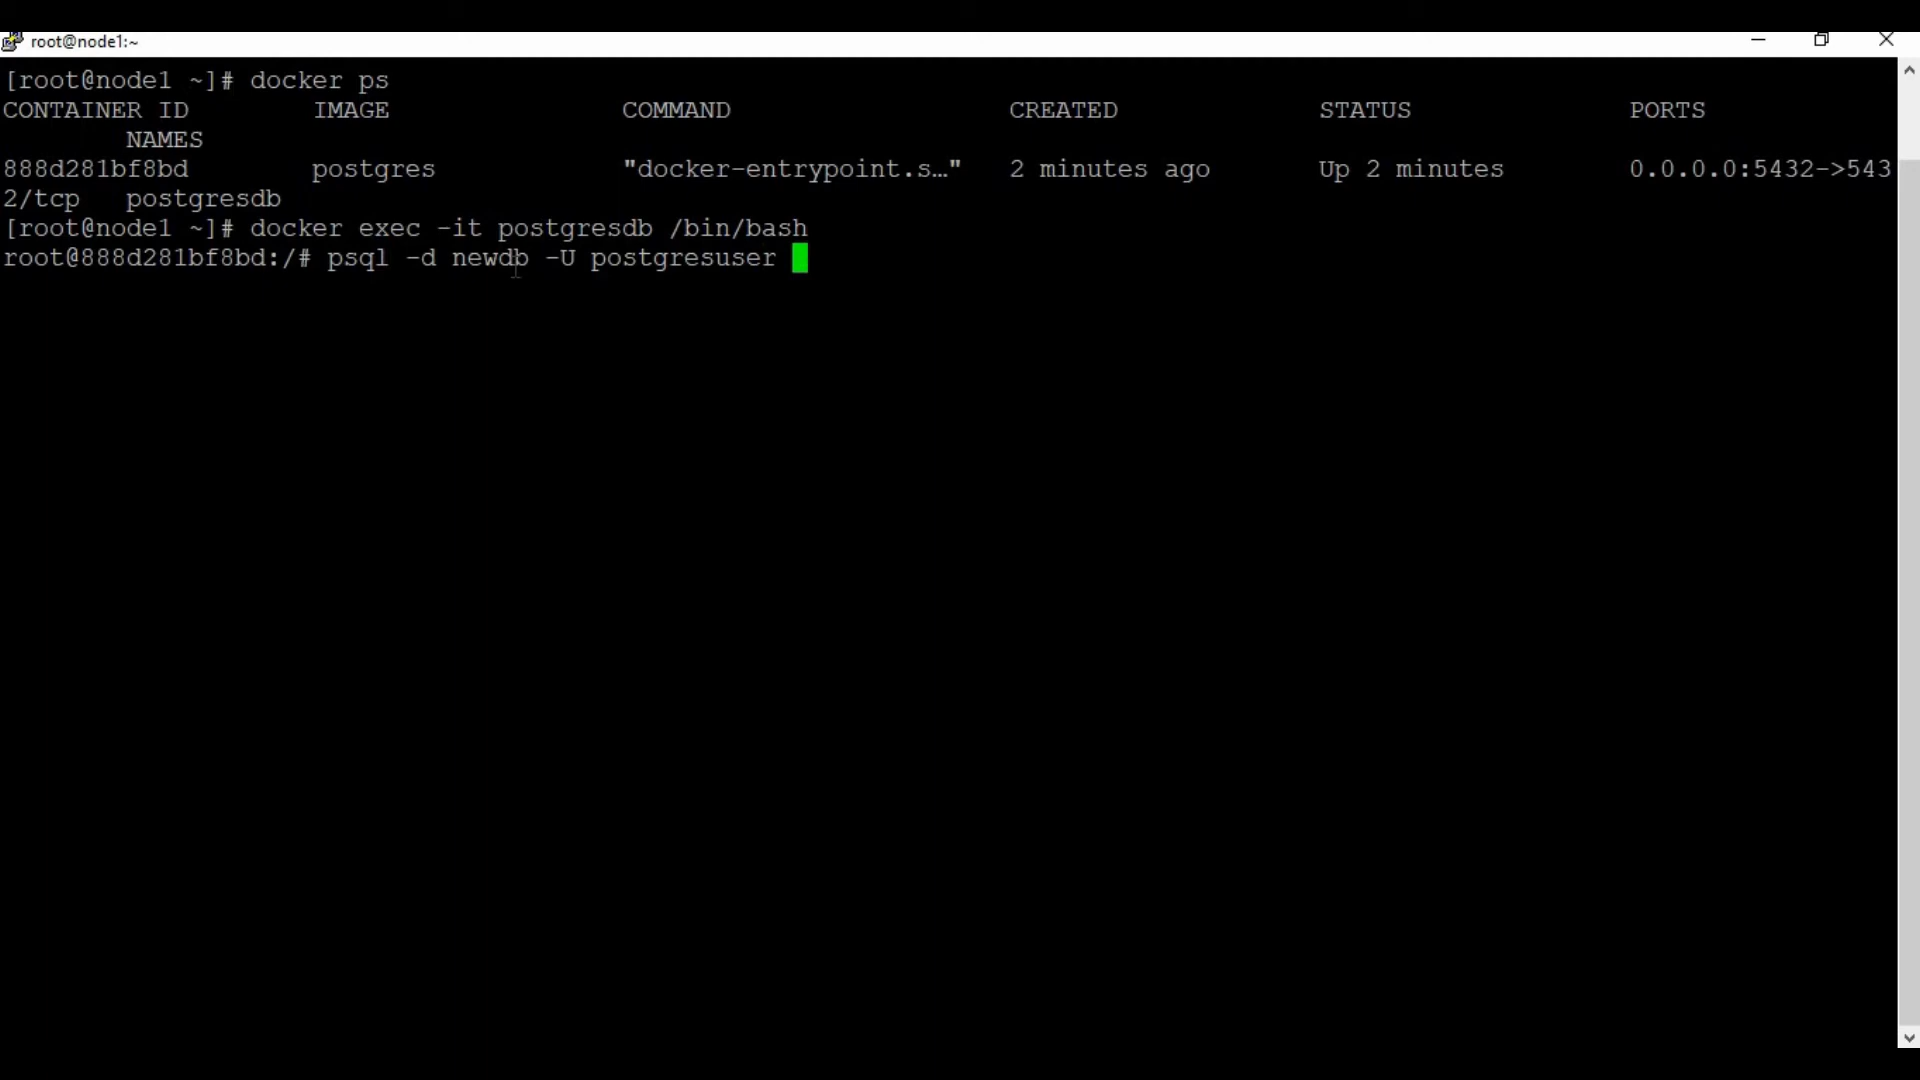 root@node1:~
[root@node1 ~]# docker ps
CONTAINER ID        IMAGE               COMMAND                  CREATED             STATUS              PORTS
        NAMES
888d281bf8bd        postgres            "docker-entrypoint.s…"   2 minutes ago       Up 2 minutes        0.0.0.0:5432->543
2/tcp   postgresdb
[root@node1 ~]# docker exec -it postgresdb /bin/bash
root@888d281bf8bd:/# psql -d newdb -U postgresuser